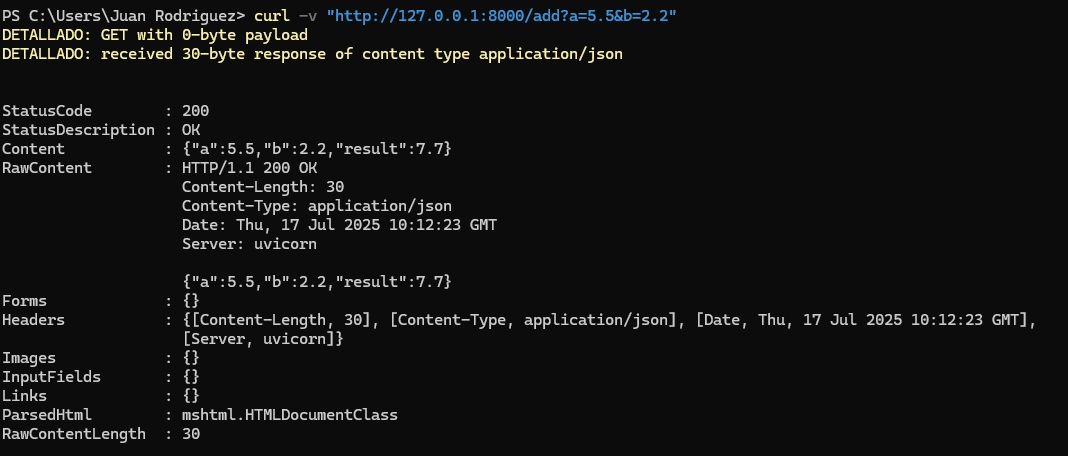 PS C:\Users\Juan Rodriguez> curl -v "http://127.0.0.1:8000/add?a=5.5&b=2.2"
DETALLADO: GET with 0-byte payload
DETALLADO: received 30-byte response of content type application/json
StatusCode        : 200
StatusDescription : OK
Content           : {"a":5.5,"b":2.2,"result":7.7}
RawContent        : HTTP/1.1 200 OK
                    Content-Length: 30
                    Content-Type: application/json
                    Date: Thu, 17 Jul 2025 10:12:23 GMT
                    Server: uvicorn

                    {"a":5.5,"b":2.2,"result":7.7}
Forms             : {}
Headers           : {[Content-Length, 30], [Content-Type, application/json], [Date, Thu, 17 Jul 2025 10:12:23 GMT],
                    [Server, uvicorn]}
Images            : {}
InputFields       : {}
Links             : {}
ParsedHtml        : mshtml.HTMLDocumentClass
RawContentLength  : 30